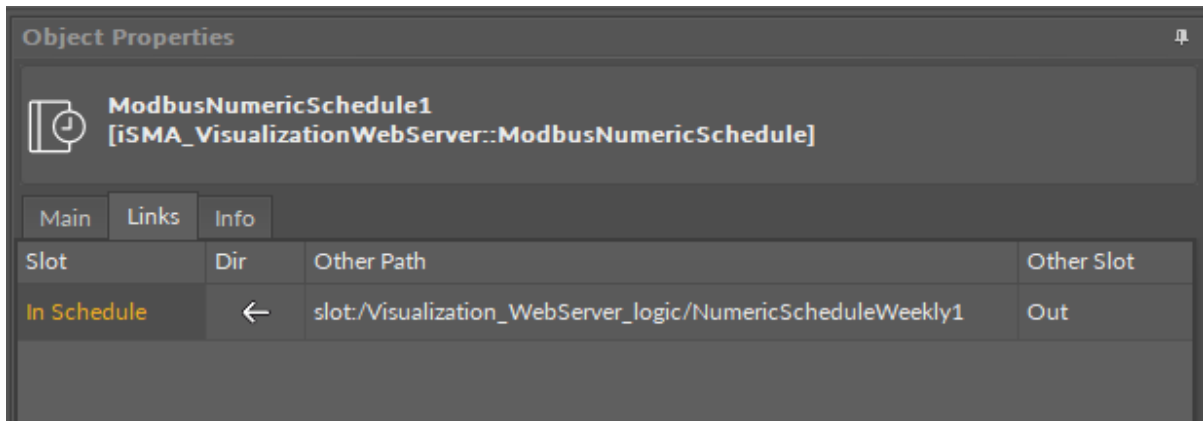 Object Properties
ModbusNumericSchedule1
[iSMA_VisualizationWebServer::ModbusNumericSchedule]
Main Links Info
Slot Dir Other Path Other Slot
In Schedule slot:/Visualization_WebServer_logic/NumericScheduleWeekly1 Out